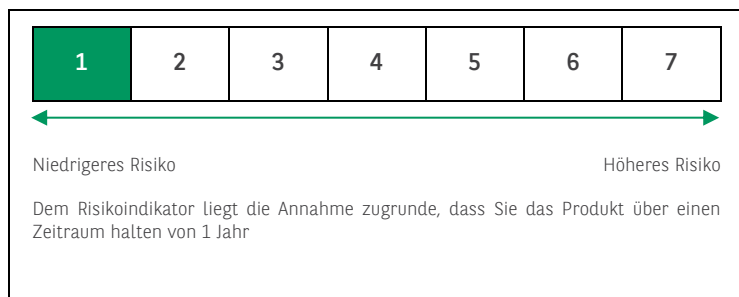 1 2 3 4 5 6 7
Niedrigeres Risiko Höheres Risiko
Dem Risikoindikator liegt die Annahme zugrunde, dass Sie das Produkt über einen
Zeitraum halten von 1 Jahr